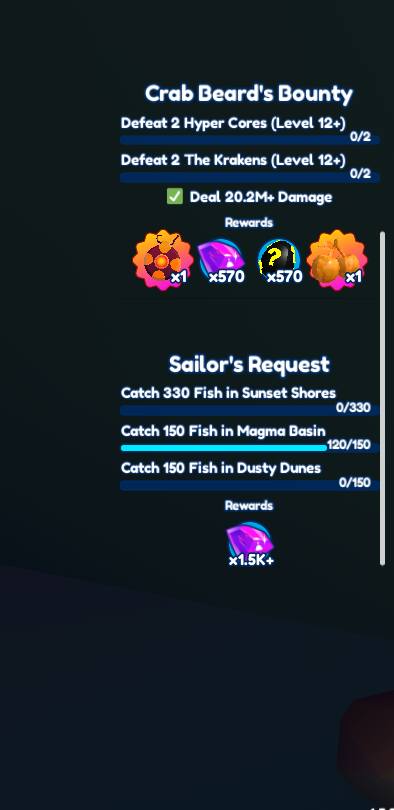 Crab Beard's Bounty
Defeat 2 Hyper Cores (Level 12+)
0/2
Defeat 2 The Krakens (Level 12+)
0/2
✅ Deal 20.2M+ Damage
Rewards
x1 x570 ? x570 x1
Sailor's Request
Catch 330 Fish in Sunset Shores
0/330
Catch 150 Fish in Magma Basin
120/150
Catch 150 Fish in Dusty Dunes
0/150
Rewards
x1.5K+